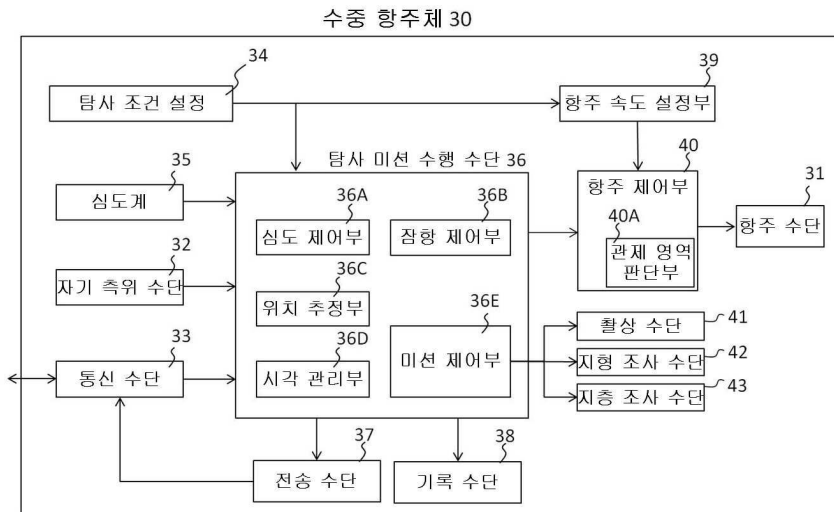 수중 항주체 30
34
탐사 조건 설정
39
항주 속도 설정부
탐사 미션 수행 수단 36
35
심도계
36A
심도 제어부
36B
잠항 제어부
40
항주 제어부
40A
관제 영역
판단부
31
항주 수단
32
자기 측위 수단
36C
위치 추정부
36E
미션 제어부
41
촬상 수단
33
통신 수단
36D
시각 관리부
42
지형 조사 수단
43
지층 조사 수단
37
전송 수단
38
기록 수단